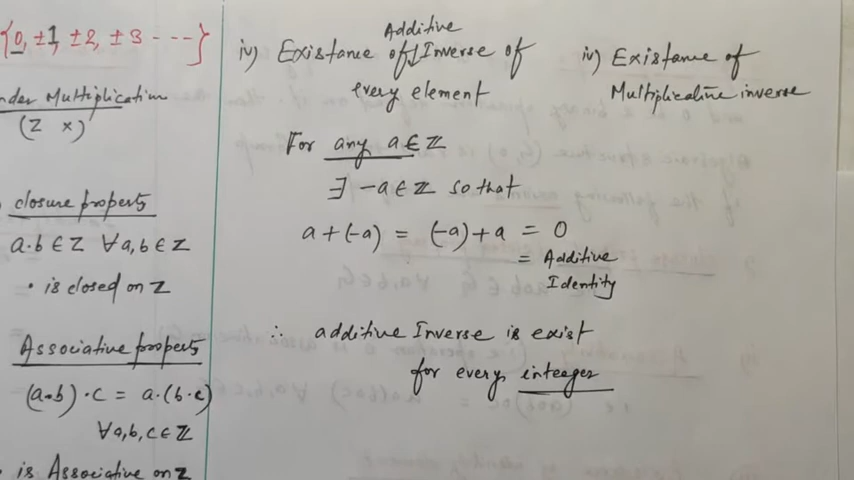 {0, ±1, ±2, ±3 ----}
nder Multiplication
(Z ×)
closure property
a.b ∈ Z ∀a,b ∈ Z
• is closed on Z
Associative property
(a.b).c = a.(b.c)
∀a,b,c ∈ ℤ
• is Associative on Z
iv) Existance of Additive Inverse of
every element
For any a ∈ ℤ
∃ -a ∈ ℤ so that
a+(-a) = (-a)+a = 0
= Additive
Identity
∴ additive Inverse is exist
for every integer
iv) Existance of
Multiplicative inverse